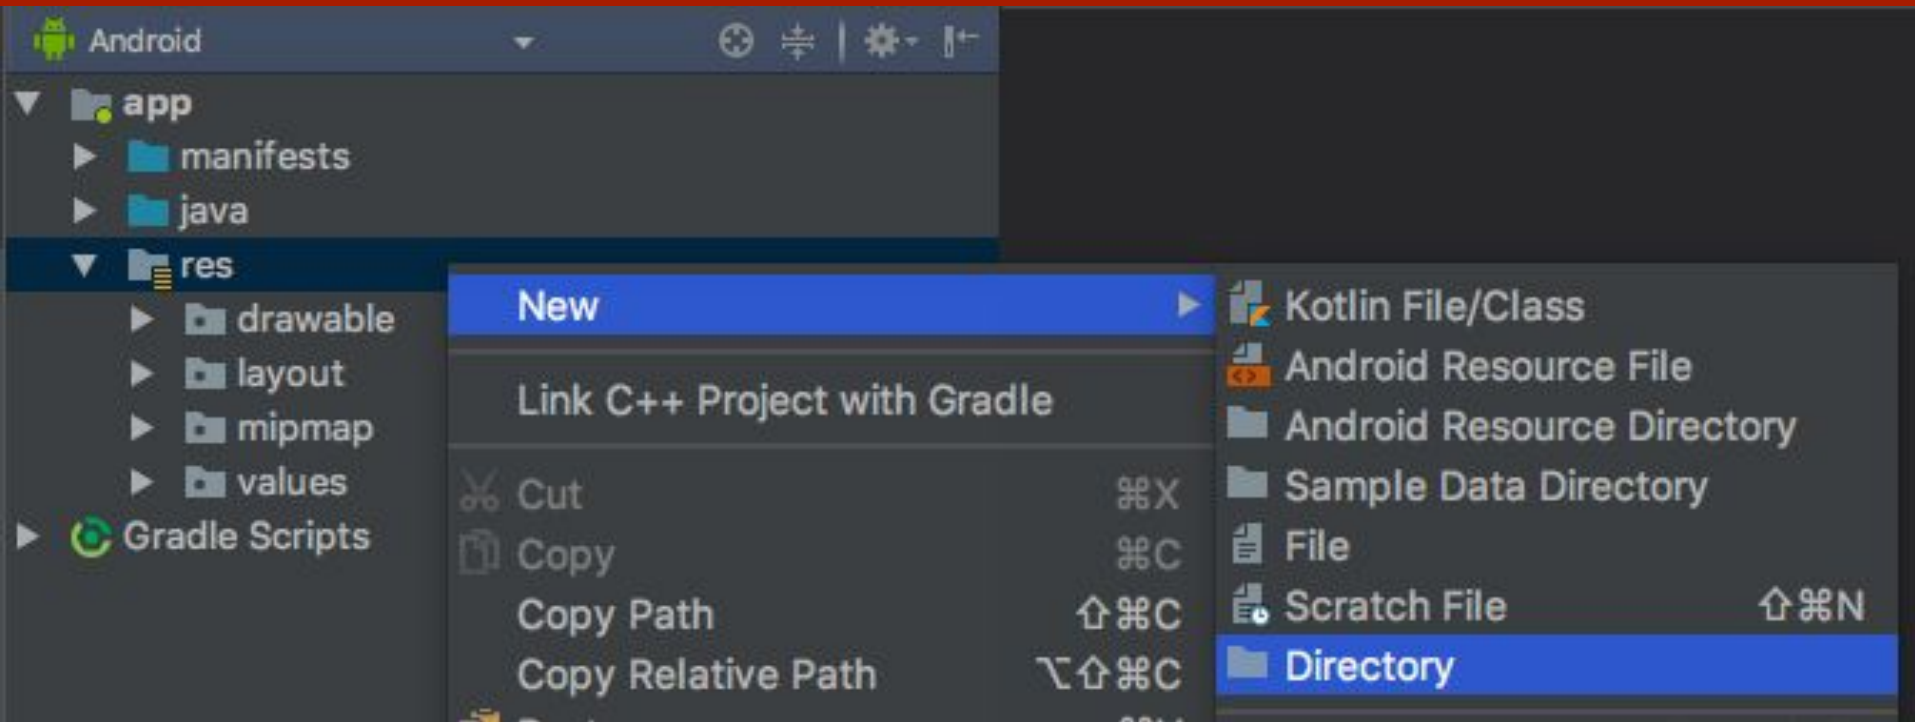 Android
app
manifests
java
res
drawable
layout
mipmap
values
Gradle Scripts
New
Link C++ Project with Gradle
Cut ⌘X
Copy ⌘C
Copy Path ⇧⌘C
Copy Relative Path ⌥⇧⌘C
Kotlin File/Class
Android Resource File
Android Resource Directory
Sample Data Directory
File
Scratch File ⇧⌘N
Directory